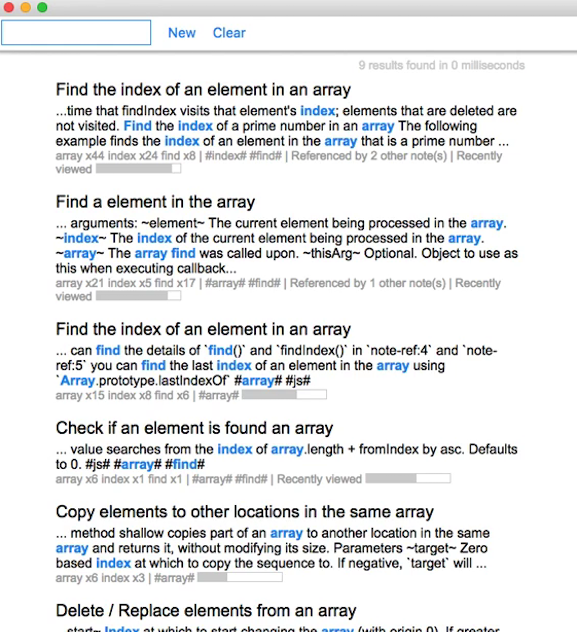 New Clear
9 results found in 0 milliseconds
Find the index of an element in an array
...time that findIndex visits that element's index; elements that are deleted are
not visited. Find the index of a prime number in an array The following
example finds the index of an element in the array that is a prime number ...
array x44 index x24 find x8 | #index# #find# | Referenced by 2 other note(s) | Recently
viewed
Find a element in the array
... arguments: ~element~ The current element being processed in the array.
~index~ The index of the current element being processed in the array.
~array~ The array find was called upon. ~thisArg~ Optional. Object to use as
this when executing callback...
array x21 index x5 find x17 | #array# #find# | Referenced by 1 other note(s) | Recently
viewed
Find the index of an element in an array
... can find the details of `find()` and `findIndex()` in `note-ref:4` and `note-
ref:5` you can find the last index of an element in the array using
`Array.prototype.lastIndexOf` #array# #js#
array x15 index x8 find x6 | #array#
Check if an element is found an array
... value searches from the index of array.length + fromIndex by asc. Defaults
to 0. #js# #array# #find#
array x6 index x1 find x1 | #array# #find# | Recently viewed
Copy elements to other locations in the same array
... method shallow copies part of an array to another location in the same
array and returns it, without modifying its size. Parameters ~target~ Zero
based index at which to copy the sequence to. If negative, `target` will ...
array x6 index x3 | #array#
Delete / Replace elements from an array
...start~ Index at which to start changing the array (with origin 0). If greater